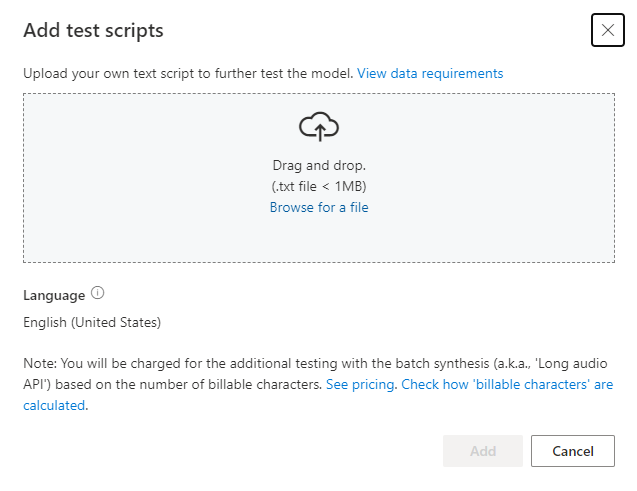 Add test scripts
Upload your own text script to further test the model. View data requirements
Drag and drop.
(.txt file < 1MB)
Browse for a file
Language
English (United States)
Note: You will be charged for the additional testing with the batch synthesis (a.k.a., 'Long audio
API') based on the number of billable characters. See pricing. Check how 'billable characters' are
calculated.
Add Cancel